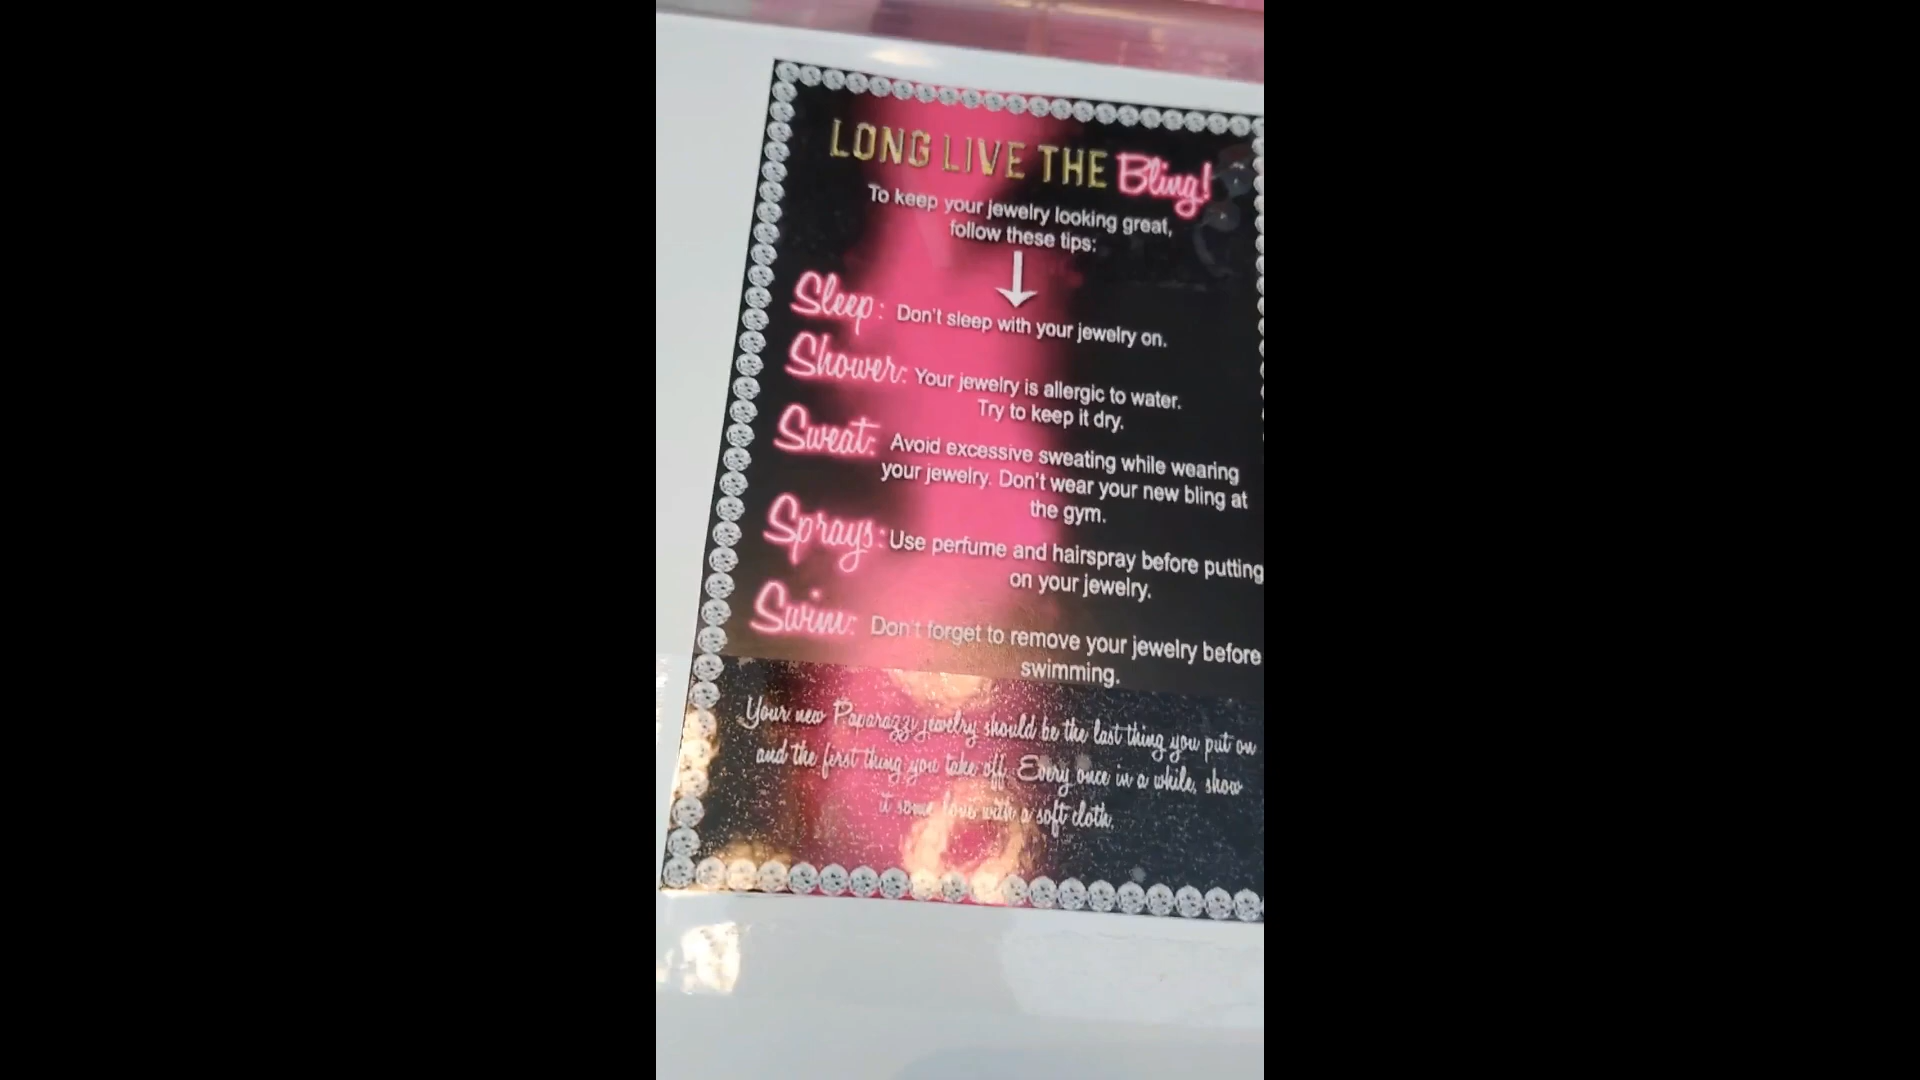 LONG LIVE THE Bling!
To keep your jewelry looking great,
follow these tips:
Sleep: Don't sleep with your jewelry on.
Shower: Your jewelry is allergic to water.
Try to keep it dry.
Sweat: Avoid excessive sweating while wearing
your jewelry. Don't wear your new bling at
the gym.
Sprays: Use perfume and hairspray before putting
on your jewelry.
Swim: Don't forget to remove your jewelry before
swimming.
Your new Paparazzi jewelry should be the last thing you put on
and the first thing you take off. Every once in a while, show
it some love with a soft cloth.